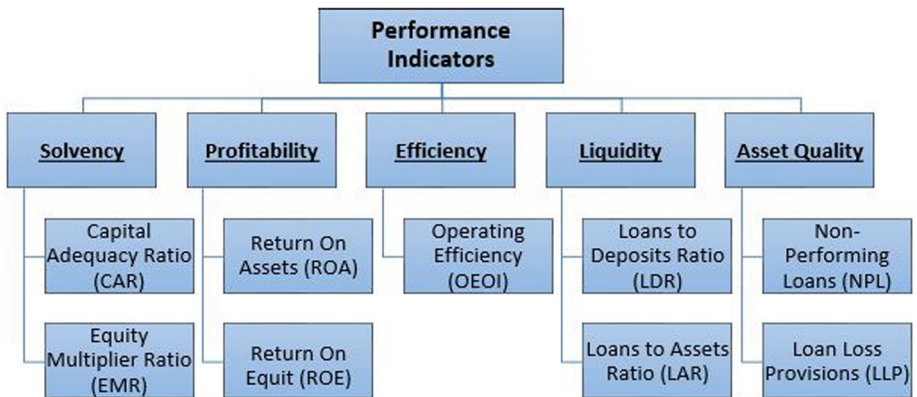 Performance
Indicators
Solvency
Profitability
Efficiency
Liquidity
Asset Quality
Capital
Adequacy Ratio
(CAR)
Return On
Assets (ROA)
Operating
Efficiency
(OEOI)
Loans to
Deposits Ratio
(LDR)
Non-
Performing
Loans (NPL)
Equity
Multiplier Ratio
(EMR)
Return On
Equit (ROE)
Loans to Assets
Ratio (LAR)
Loan Loss
Provisions (LLP)